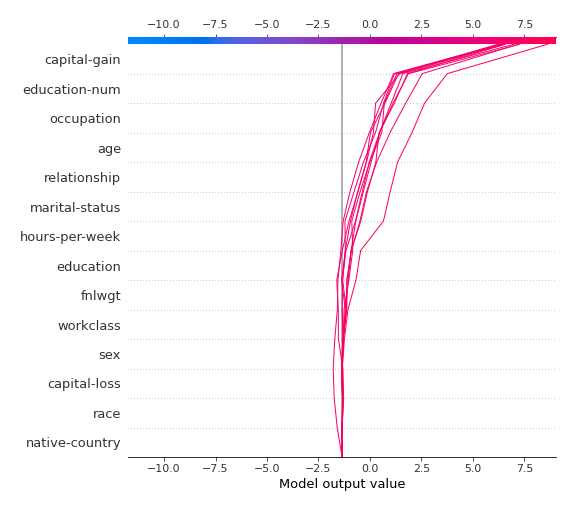 −10.0 −7.5 −5.0 −2.5 0.0 2.5 5.0 7.5
capital-gain
education-num
occupation
age
relationship
marital-status
hours-per-week
education
fnlwgt
workclass
sex
capital-loss
race
native-country
−10.0 −7.5 −5.0 −2.5 0.0 2.5 5.0 7.5
Model output value